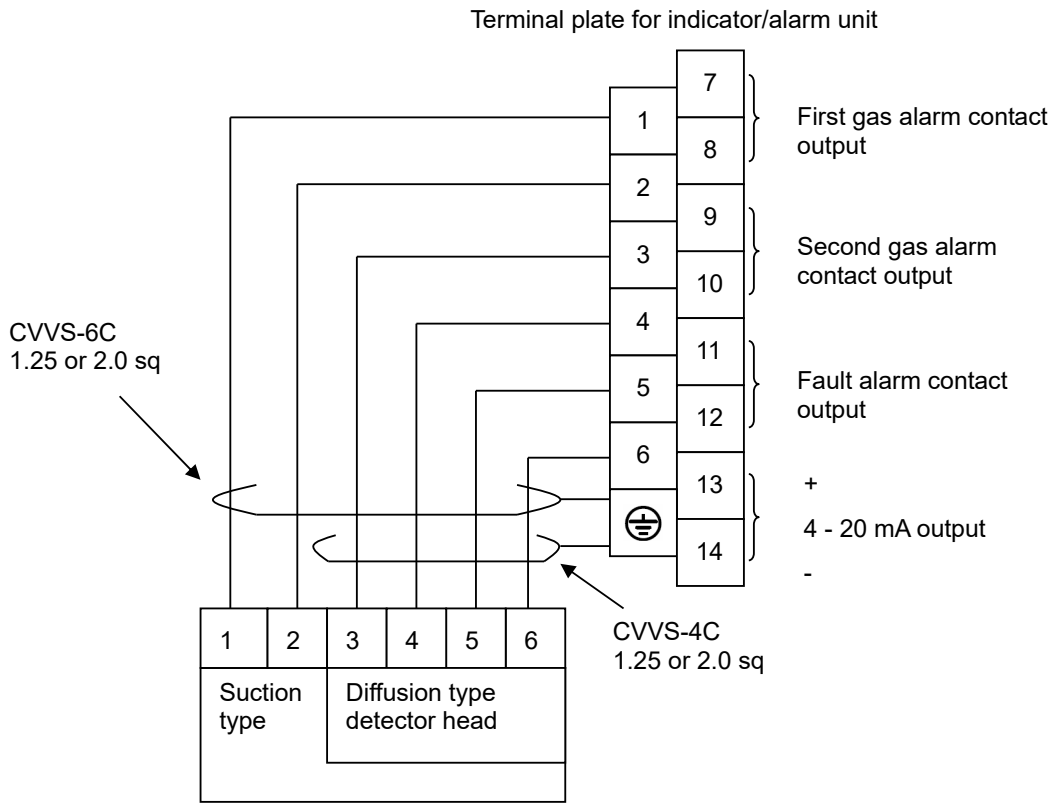 Terminal plate for indicator/alarm unit
7
1
First gas alarm contact
output
8
2
9
Second gas alarm
contact output
3
10
4
11
Fault alarm contact
output
5
12
6
13
+
4 - 20 mA output
14
-
CVVS-6C
1.25 or 2.0 sq
CVVS-4C
1.25 or 2.0 sq
1 2 3 4 5 6
Suction
type
Diffusion type
detector head